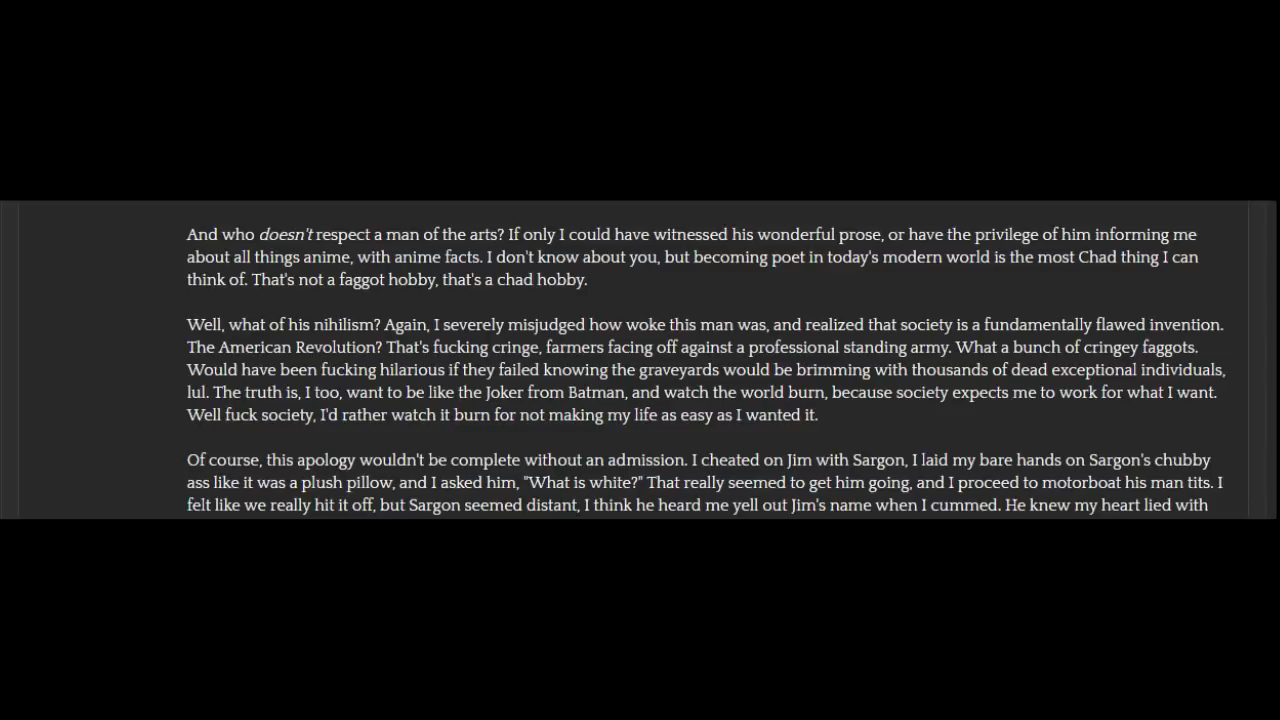 And who doesn't respect a man of the arts? If only I could have witnessed his wonderful prose, or have the privilege of him informing me
about all things anime, with anime facts. I don't know about you, but becoming poet in today's modern world is the most Chad thing I can
think of. That's not a faggot hobby, that's a chad hobby.
Well, what of his nihilism? Again, I severely misjudged how woke this man was, and realized that society is a fundamentally flawed invention.
The American Revolution? That's fucking cringe, farmers facing off against a professional standing army. What a bunch of cringey faggots.
Would have been fucking hilarious if they failed knowing the graveyards would be brimming with thousands of dead exceptional individuals,
lul. The truth is, I too, want to be like the Joker from Batman, and watch the world burn, because society expects me to work for what I want.
Well fuck society, I'd rather watch it burn for not making my life as easy as I wanted it.
Of course, this apology wouldn't be complete without an admission. I cheated on Jim with Sargon, I laid my bare hands on Sargon's chubby
ass like it was a plush pillow, and I asked him, "What is white?" That really seemed to get him going, and I proceed to motorboat his man tits. I
felt like we really hit it off, but Sargon seemed distant, I think he heard me yell out Jim's name when I cummed. He knew my heart lied with